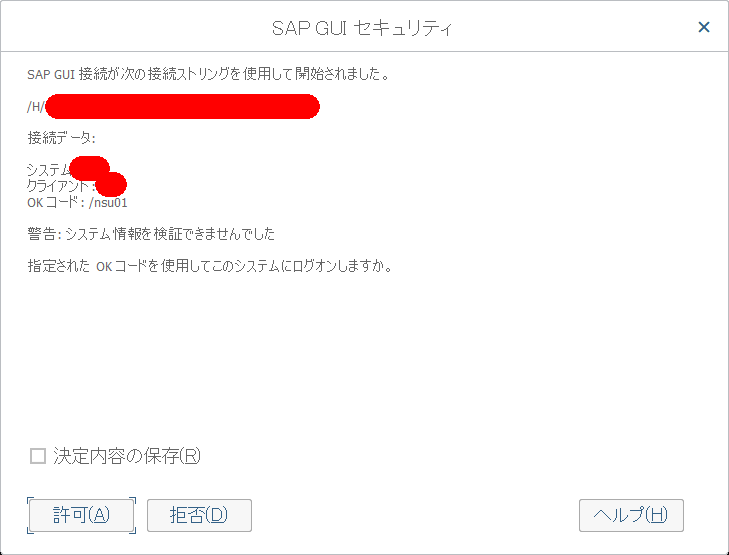 SAP GUI セキュリティ
SAP GUI 接続が次の接続ストリングを使用して開始されました。
/H/
接続データ:
システム
クライアント :
OK コード : /nsu01
警告: システム情報を検証できませんでした
指定された OK コードを使用してこのシステムにログオンしますか。
決定内容の保存(R)
許可(A) 拒否(D) ヘルプ(H)